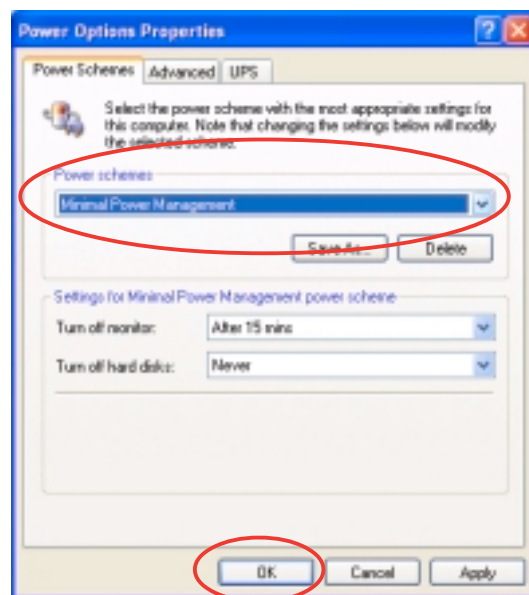 Power Options Properties
Power Schemes Advanced UPS
Select the power scheme with the most appropriate settings for
this computer. Note that changing the settings below will modify
the selected scheme.
Power schemes
Minimal Power Management
Save As... Delete
Settings for Minimal Power Management power scheme
Turn off monitor: After 15 mins
Turn off hard disks: Never
OK Cancel Apply